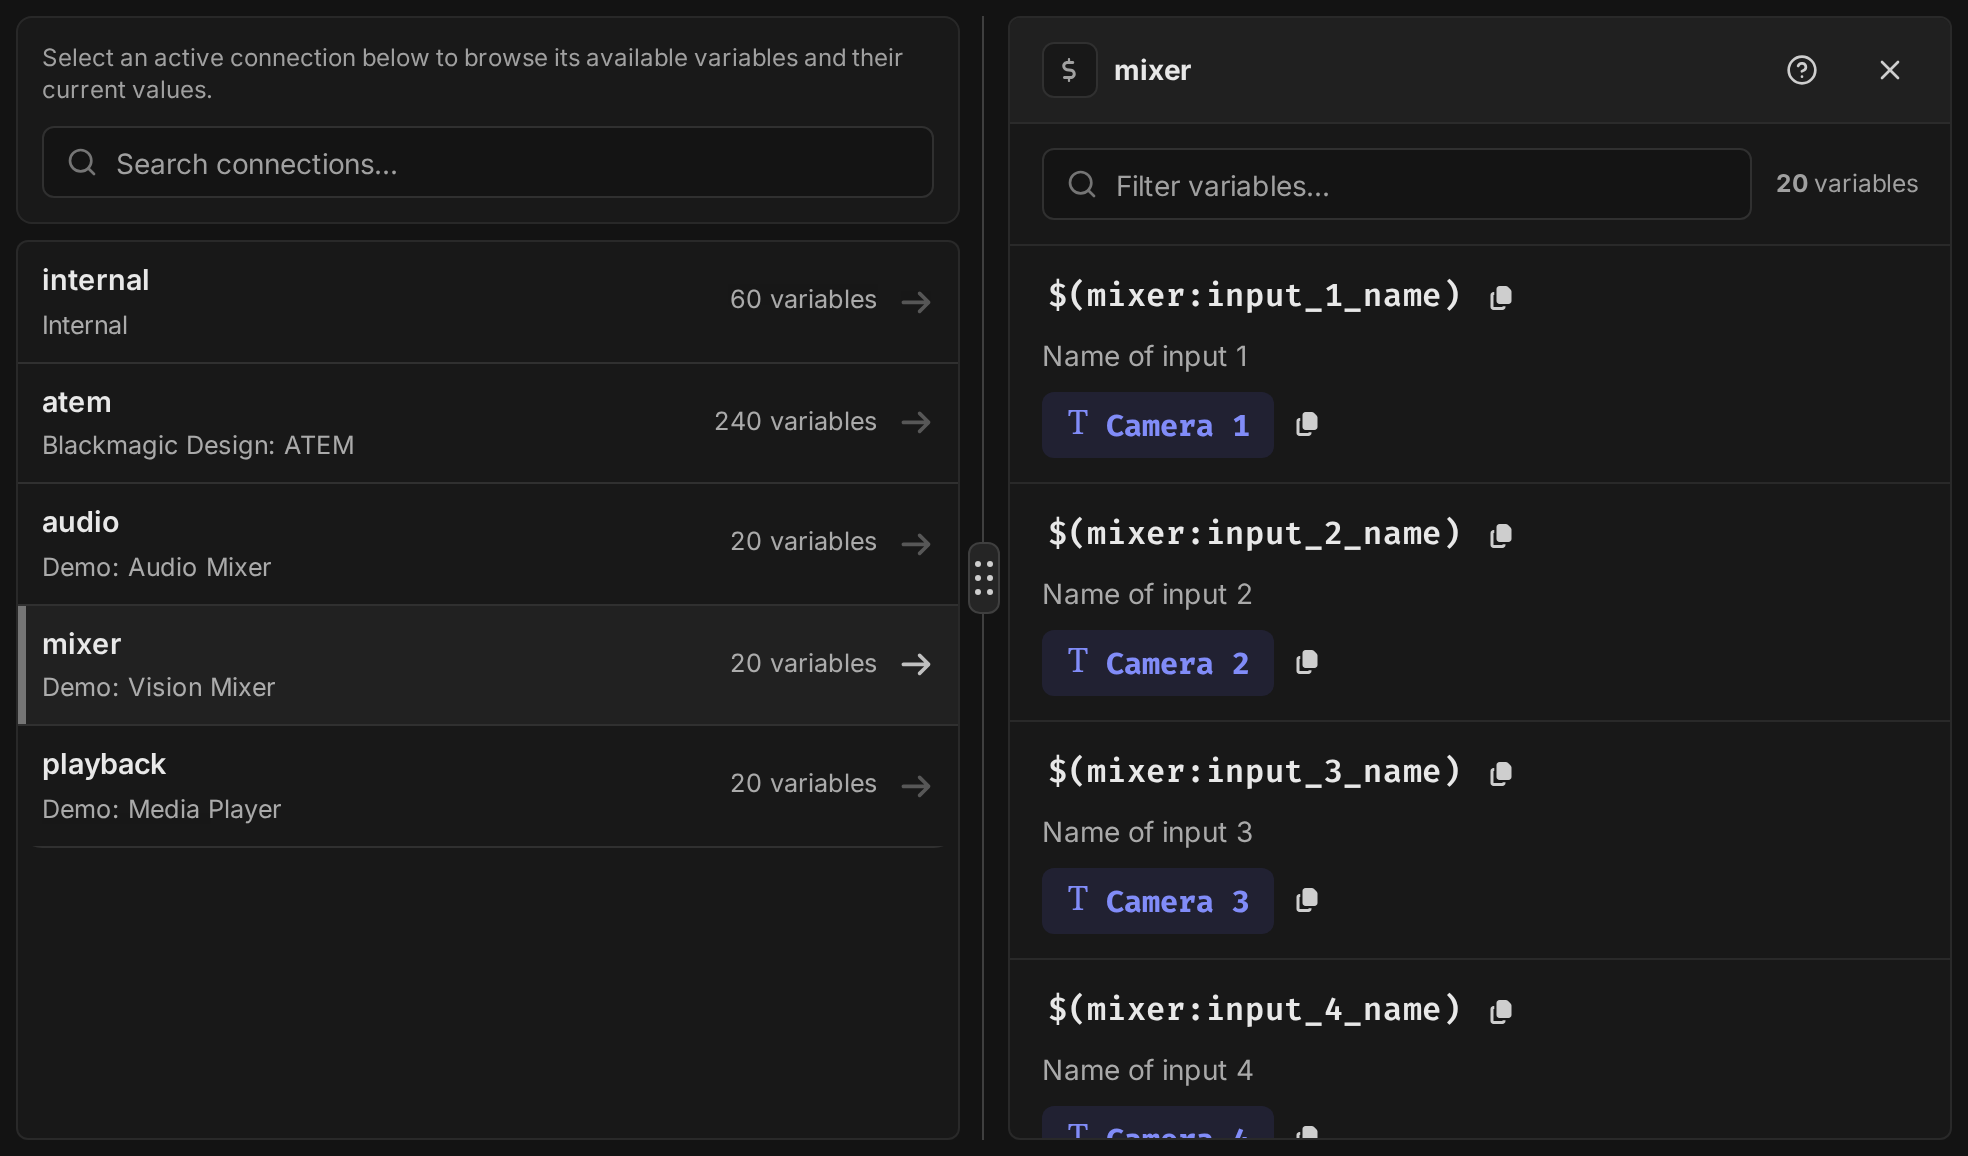 Select an active connection below to browse its available variables and their
current values.
Search connections...
internal
Internal
60 variables
atem
Blackmagic Design: ATEM
240 variables
audio
Demo: Audio Mixer
20 variables
mixer
Demo: Vision Mixer
20 variables
playback
Demo: Media Player
20 variables
$ mixer
Filter variables...
20 variables
$(mixer:input_1_name)
Name of input 1
T Camera 1
$(mixer:input_2_name)
Name of input 2
T Camera 2
$(mixer:input_3_name)
Name of input 3
T Camera 3
$(mixer:input_4_name)
Name of input 4
T Camera 4